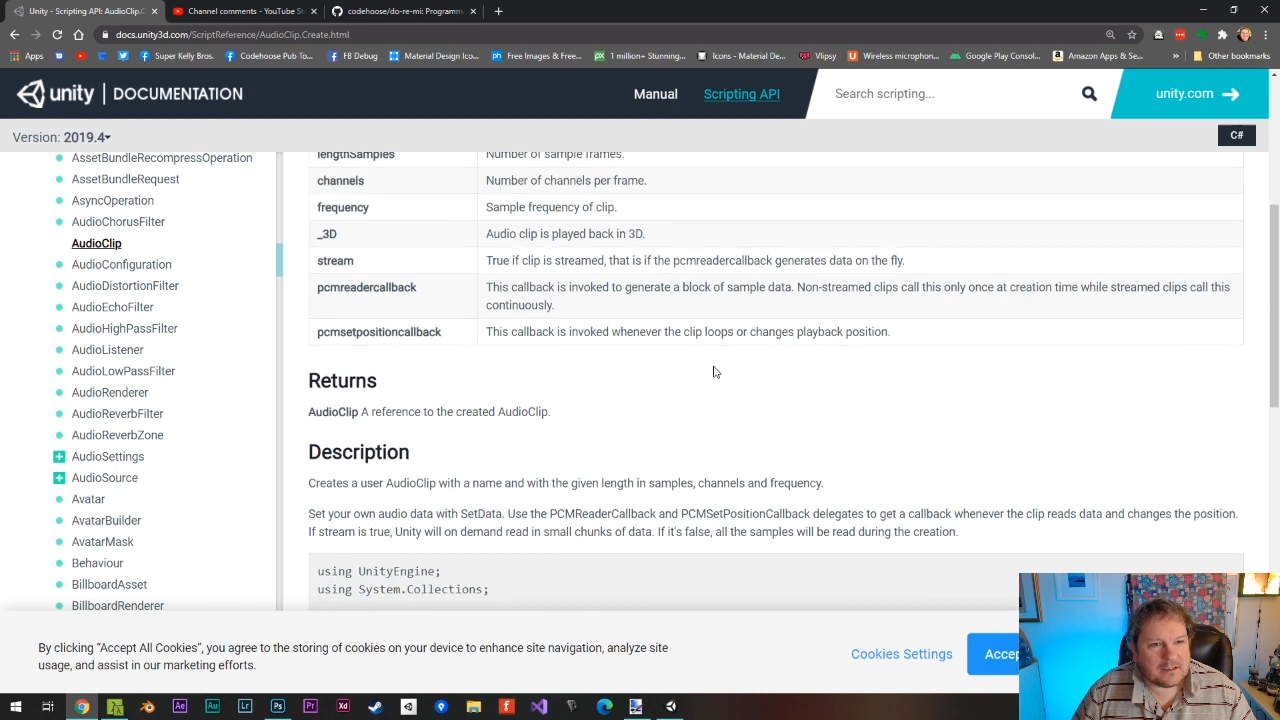 Unity - Scripting API: AudioClip.C
Channel comments - YouTube St
codehoose/do-re-mi: Programm
docs.unity3d.com/ScriptReference/AudioClip.Create.html
Apps
Super Kelly Bros.
Codehoose Pub To...
FB Debug
Material Design Ico...
Free Images & Free...
1 million+ Stunning...
Icons - Material De...
Vlipsy
Wireless microphon...
Google Play Consol...
Amazon Apps & Se...
Other bookmarks
unity | DOCUMENTATION
Manual
Scripting API
Search scripting...
unity.com
Version: 2019.4
C#
AssetBundleRecompressOperation
AssetBundleRequest
AsyncOperation
AudioChorusFilter
AudioClip
AudioConfiguration
AudioDistortionFilter
AudioEchoFilter
AudioHighPassFilter
AudioListener
AudioLowPassFilter
AudioRenderer
AudioReverbFilter
AudioReverbZone
AudioSettings
AudioSource
Avatar
AvatarBuilder
AvatarMask
Behaviour
BillboardAsset
BillboardRenderer
lengthSamples Number of sample frames.
channels Number of channels per frame.
frequency Sample frequency of clip.
_3D Audio clip is played back in 3D.
stream True if clip is streamed, that is if the pcmreadercallback generates data on the fly.
pcmreadercallback This callback is invoked to generate a block of sample data. Non-streamed clips call this only once at creation time while streamed clips call this
continuously.
pcmsetpositioncallback This callback is invoked whenever the clip loops or changes playback position.
Returns
AudioClip A reference to the created AudioClip.
Description
Creates a user AudioClip with a name and with the given length in samples, channels and frequency.
Set your own audio data with SetData. Use the PCMReaderCallback and PCMSetPositionCallback delegates to get a callback whenever the clip reads data and changes the position.
If stream is true, Unity will on demand read in small chunks of data. If it's false, all the samples will be read during the creation.
using UnityEngine;
using System.Collections;
By clicking “Accept All Cookies”, you agree to the storing of cookies on your device to enhance site navigation, analyze site
usage, and assist in our marketing efforts.
Cookies Settings
Accep